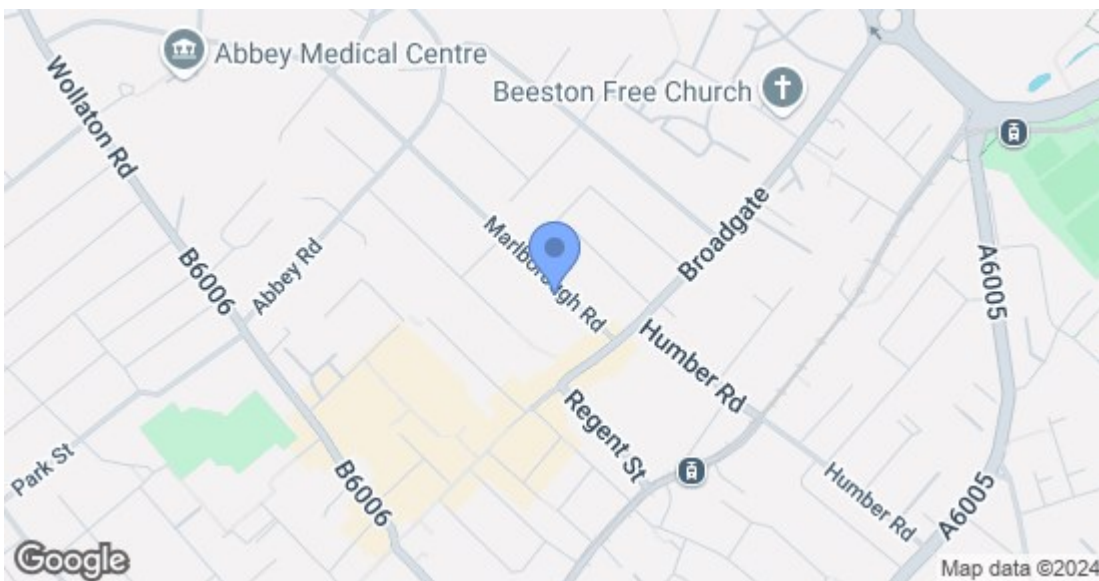 Abbey Medical Centre
Beeston Free Church
Wollaton Rd
B6006
Abbey Rd
Marlborough Rd
Broadgate
A6005
Humber Rd
Regent St
Park St
B6006
Humber Rd
A6005
Google
Map data ©2024